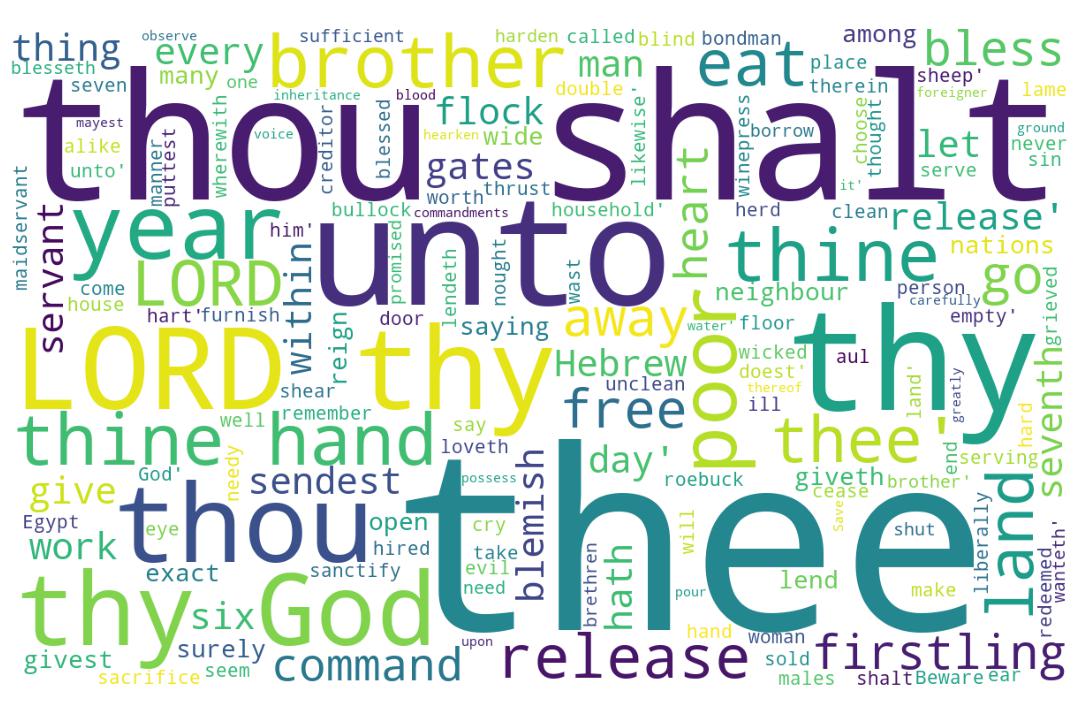 observe
sufficient
harden
called
blind
bondman
among
bless
thing
every
brother
man
eat
place
blesseth
seven
many
one
double
therein
sheep'
foreigner
lame
inheritance
blood
flock
thou shalt
mayest
alike
unto'
manner
puttest
wherewith
voice
creditor
blessed
hearken
wide
likewise'
winepress
borrow
choose
thought
let
ground
never
sin
serve
gates
worth
thrust
it'
maidservant
servant
year
him'
bullock
commandments
household'
heart
herd
clean
release'
unto
within
promised
lendeth
nought
wast
thine
nations
go
come
LORD
house
hart'
furnish
reign
door
saying
away
water'
neighbour
floor
person
carefully
empty'
grieved
LORD thy
shear
Hebrew
unclean
poor
wicked
doest'
thereof
ill
thy
aul
land'
greatly
seventh
thine hand
well
remember
say
free
loveth
thee'
hard
end
serving
day'
roebuck
giveth
cease
brother'
God'
needy
sendest
possess
blemish
give
Egypt
eye
thou
open
hired
cry
take
thee
will
Save
shut
liberally
land
work
exact
sanctify
evil
need
brethren
hath
pour
lend
make
redeemed
wanteth'
thy God
six
hand
woman
upon
givest
surely
command
release
sold
firstling
sacrifice
seem
males
shalt
Beware
ear